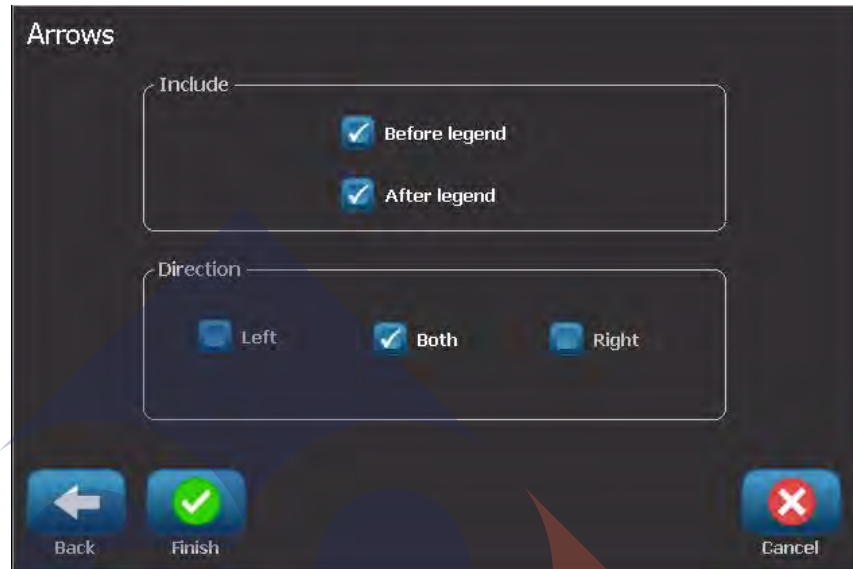 Arrows
Include
Before legend
After legend
Direction
Left Both Right
Back Finish Cancel